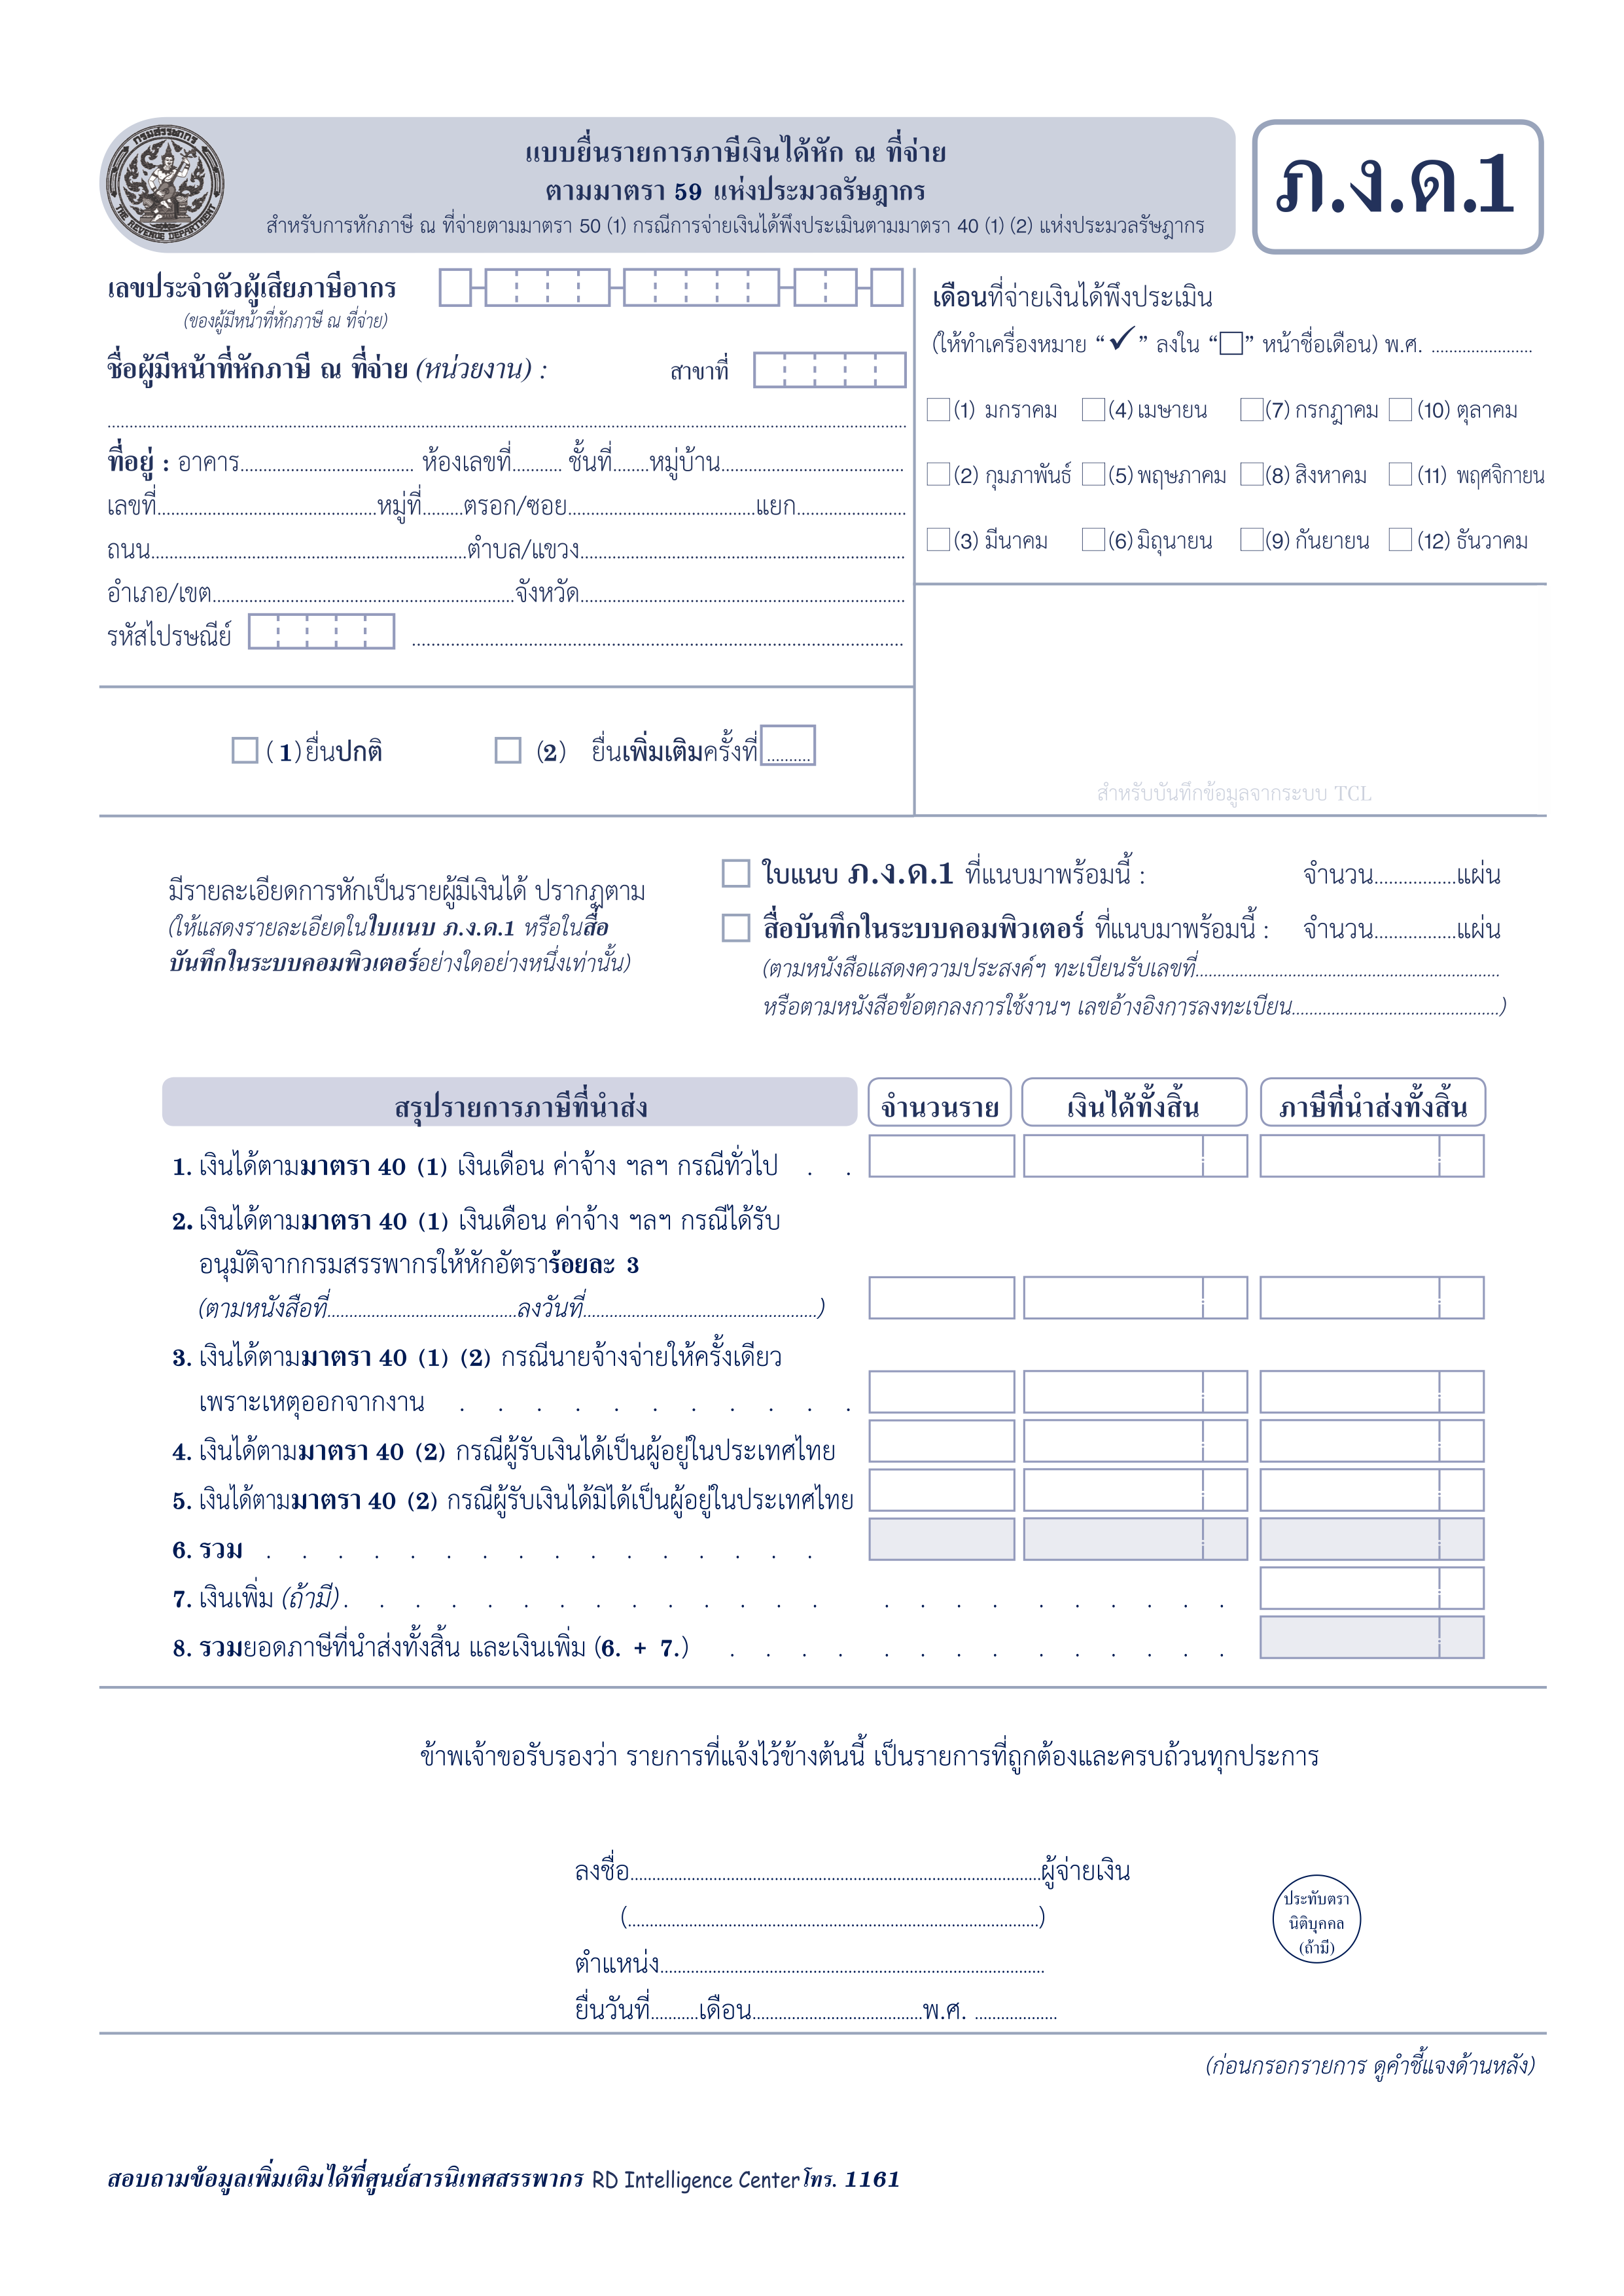 กรมสรรพากร
THE REVENUE DEPARTMENT
แบบยื่นรายการภาษีเงินได้หัก ณ ที่จ่าย
ตามมาตรา 59 แห่งประมวลรัษฎากร
สำหรับการหักภาษี ณ ที่จ่ายตามมาตรา 50 (1) กรณีการจ่ายเงินได้พึงประเมินตามมาตรา 40 (1) (2) แห่งประมวลรัษฎากร
ภ.ง.ด.1
เลขประจำตัวผู้เสียภาษีอากร
(ของผู้มีหน้าที่หักภาษี ณ ที่จ่าย)
ชื่อผู้มีหน้าที่หักภาษี ณ ที่จ่าย (หน่วยงาน) : สาขาที่
ที่อยู่ : อาคาร.................... ห้องเลขที่.......... ชั้นที่.......หมู่บ้าน....................
เลขที่....................หมู่ที่........ตรอก/ซอย....................แยก....................
ถนน....................ตำบล/แขวง....................
อำเภอ/เขต....................จังหวัด....................
รหัสไปรษณีย์ ....................
(1) ยื่นปกติ (2) ยื่นเพิ่มเติมครั้งที่..........
เดือนที่จ่ายเงินได้พึงประเมิน
(ให้ทำเครื่องหมาย “✓” ลงใน “□” หน้าชื่อเดือน) พ.ศ. ....................
(1) มกราคม (4) เมษายน (7) กรกฎาคม (10) ตุลาคม
(2) กุมภาพันธ์ (5) พฤษภาคม (8) สิงหาคม (11) พฤศจิกายน
(3) มีนาคม (6) มิถุนายน (9) กันยายน (12) ธันวาคม
สำหรับบันทึกข้อมูลจากระบบ TCL
มีรายละเอียดการหักเป็นรายผู้มีเงินได้ ปรากฏตาม
(ให้แสดงรายละเอียดในใบแนบ ภ.ง.ด.1 หรือในสื่อ
บันทึกในระบบคอมพิวเตอร์อย่างใดอย่างหนึ่งเท่านั้น)
ใบแนบ ภ.ง.ด.1 ที่แนบมาพร้อมนี้ : จำนวน................แผ่น
สื่อบันทึกในระบบคอมพิวเตอร์ ที่แนบมาพร้อมนี้ : จำนวน................แผ่น
(ตามหนังสือแสดงความประสงค์ฯ ทะเบียนรับเลขที่....................
หรือตามหนังสือข้อตกลงการใช้งานฯ เลขอ้างอิงการลงทะเบียน....................)
สรุปรายการภาษีที่นำส่ง จำนวนราย เงินได้ทั้งสิ้น ภาษีที่นำส่งทั้งสิ้น
1. เงินได้ตามมาตรา 40 (1) เงินเดือน ค่าจ้าง ฯลฯ กรณีทั่วไป . .
2. เงินได้ตามมาตรา 40 (1) เงินเดือน ค่าจ้าง ฯลฯ กรณีได้รับ
อนุมัติจากกรมสรรพากรให้หักอัตราร้อยละ 3
(ตามหนังสือที่....................ลงวันที่....................)
3. เงินได้ตามมาตรา 40 (1) (2) กรณีนายจ้างจ่ายให้ครั้งเดียว
เพราะเหตุออกจากงาน . . . . . . . . . . .
4. เงินได้ตามมาตรา 40 (2) กรณีผู้รับเงินได้เป็นผู้อยู่ในประเทศไทย
5. เงินได้ตามมาตรา 40 (2) กรณีผู้รับเงินได้มิได้เป็นผู้อยู่ในประเทศไทย
6. รวม . . . . . . . . . . . . . . . .
7. เงินเพิ่ม (ถ้ามี) . . . . . . . . . . . . . . . . . . . . . . . .
8. รวมยอดภาษีที่นำส่งทั้งสิ้น และเงินเพิ่ม (6. + 7.) . . . . . . . . . . . . . .
ข้าพเจ้าขอรับรองว่า รายการที่แจ้งไว้ข้างต้นนี้ เป็นรายการที่ถูกต้องและครบถ้วนทุกประการ
ลงชื่อ....................ผู้จ่ายเงิน
(....................)
ตำแหน่ง....................
ยื่นวันที่..........เดือน....................พ.ศ. ..................
ประทับตรา
นิติบุคคล
(ถ้ามี)
(ก่อนกรอกรายการ ดูคำชี้แจงด้านหลัง)
สอบถามข้อมูลเพิ่มเติมได้ที่ศูนย์สารนิเทศสรรพากร RD Intelligence Center โทร. 1161